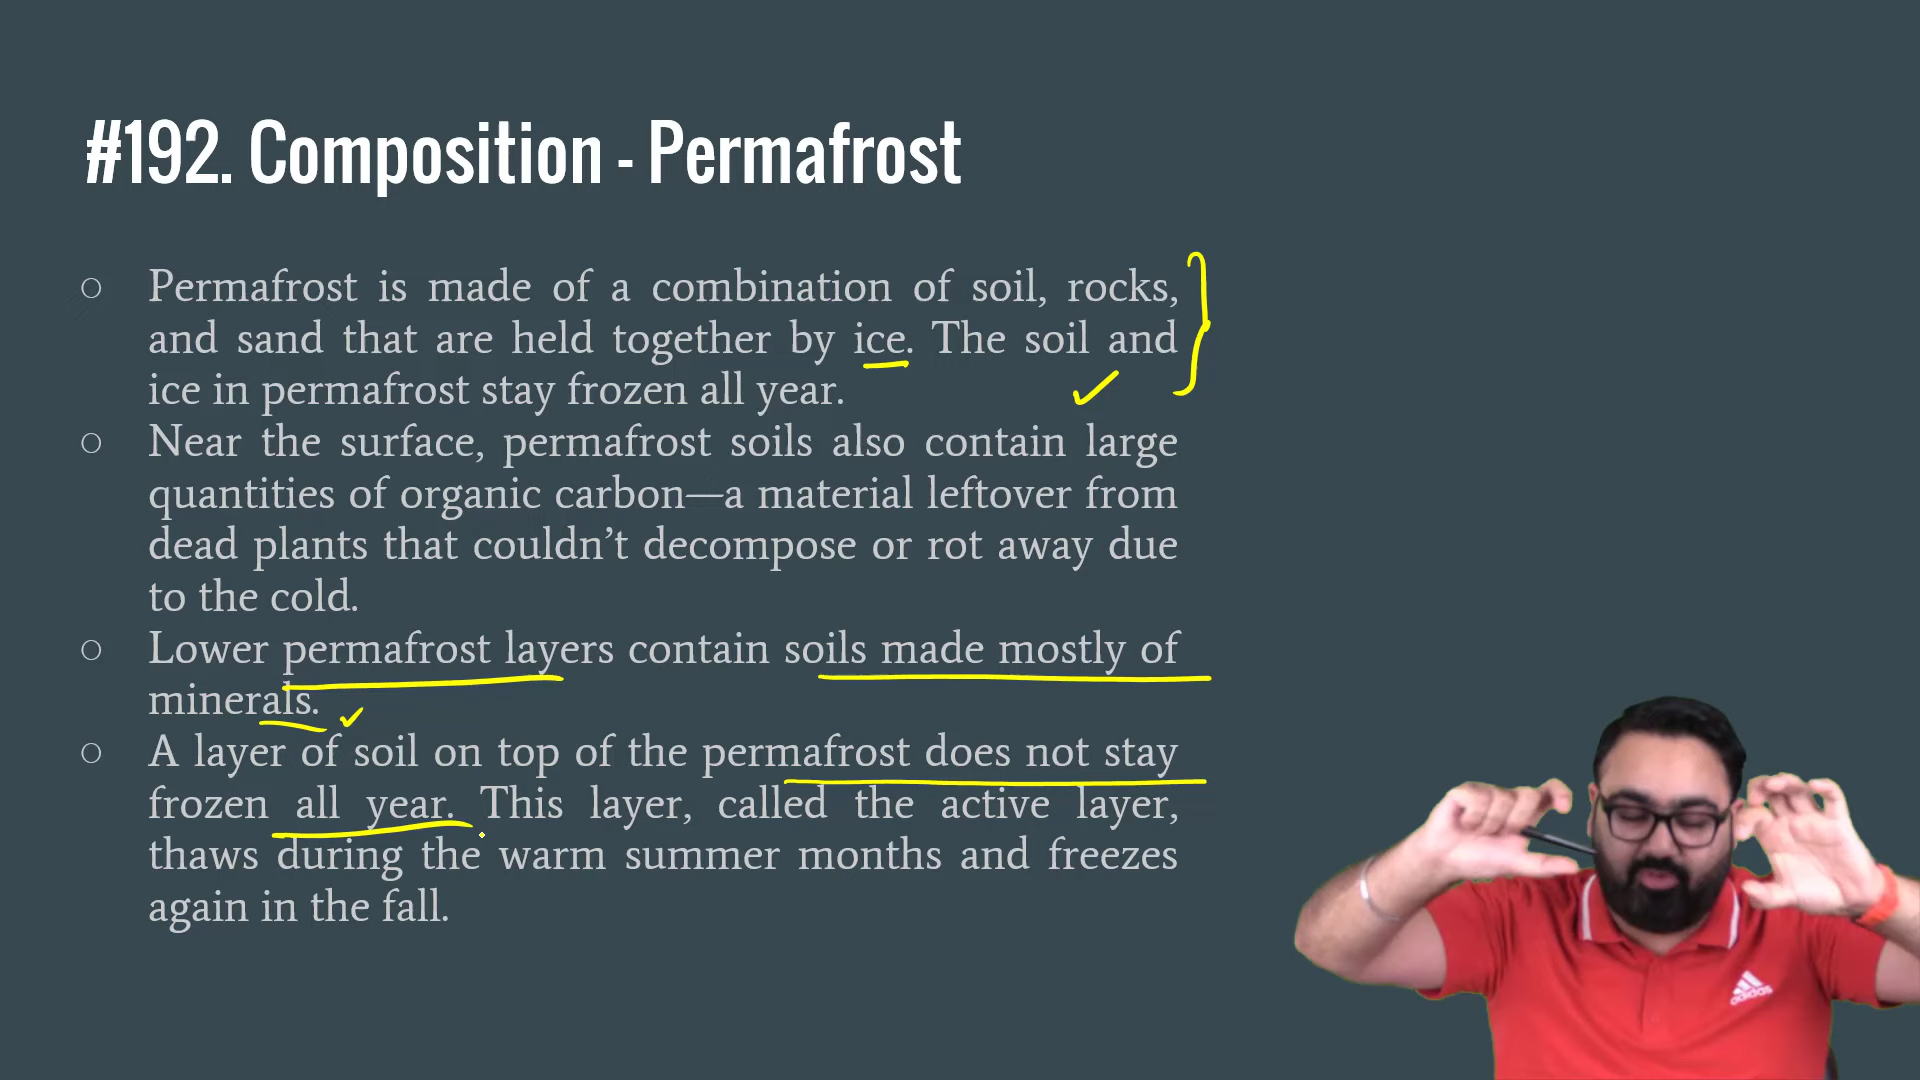 #192. Composition - Permafrost
○ Permafrost is made of a combination of soil, rocks,
and sand that are held together by ice. The soil and
ice in permafrost stay frozen all year.
○ Near the surface, permafrost soils also contain large
quantities of organic carbon—a material leftover from
dead plants that couldn’t decompose or rot away due
to the cold.
○ Lower permafrost layers contain soils made mostly of
minerals.
○ A layer of soil on top of the permafrost does not stay
frozen all year. This layer, called the active layer,
thaws during the warm summer months and freezes
again in the fall.
adidas